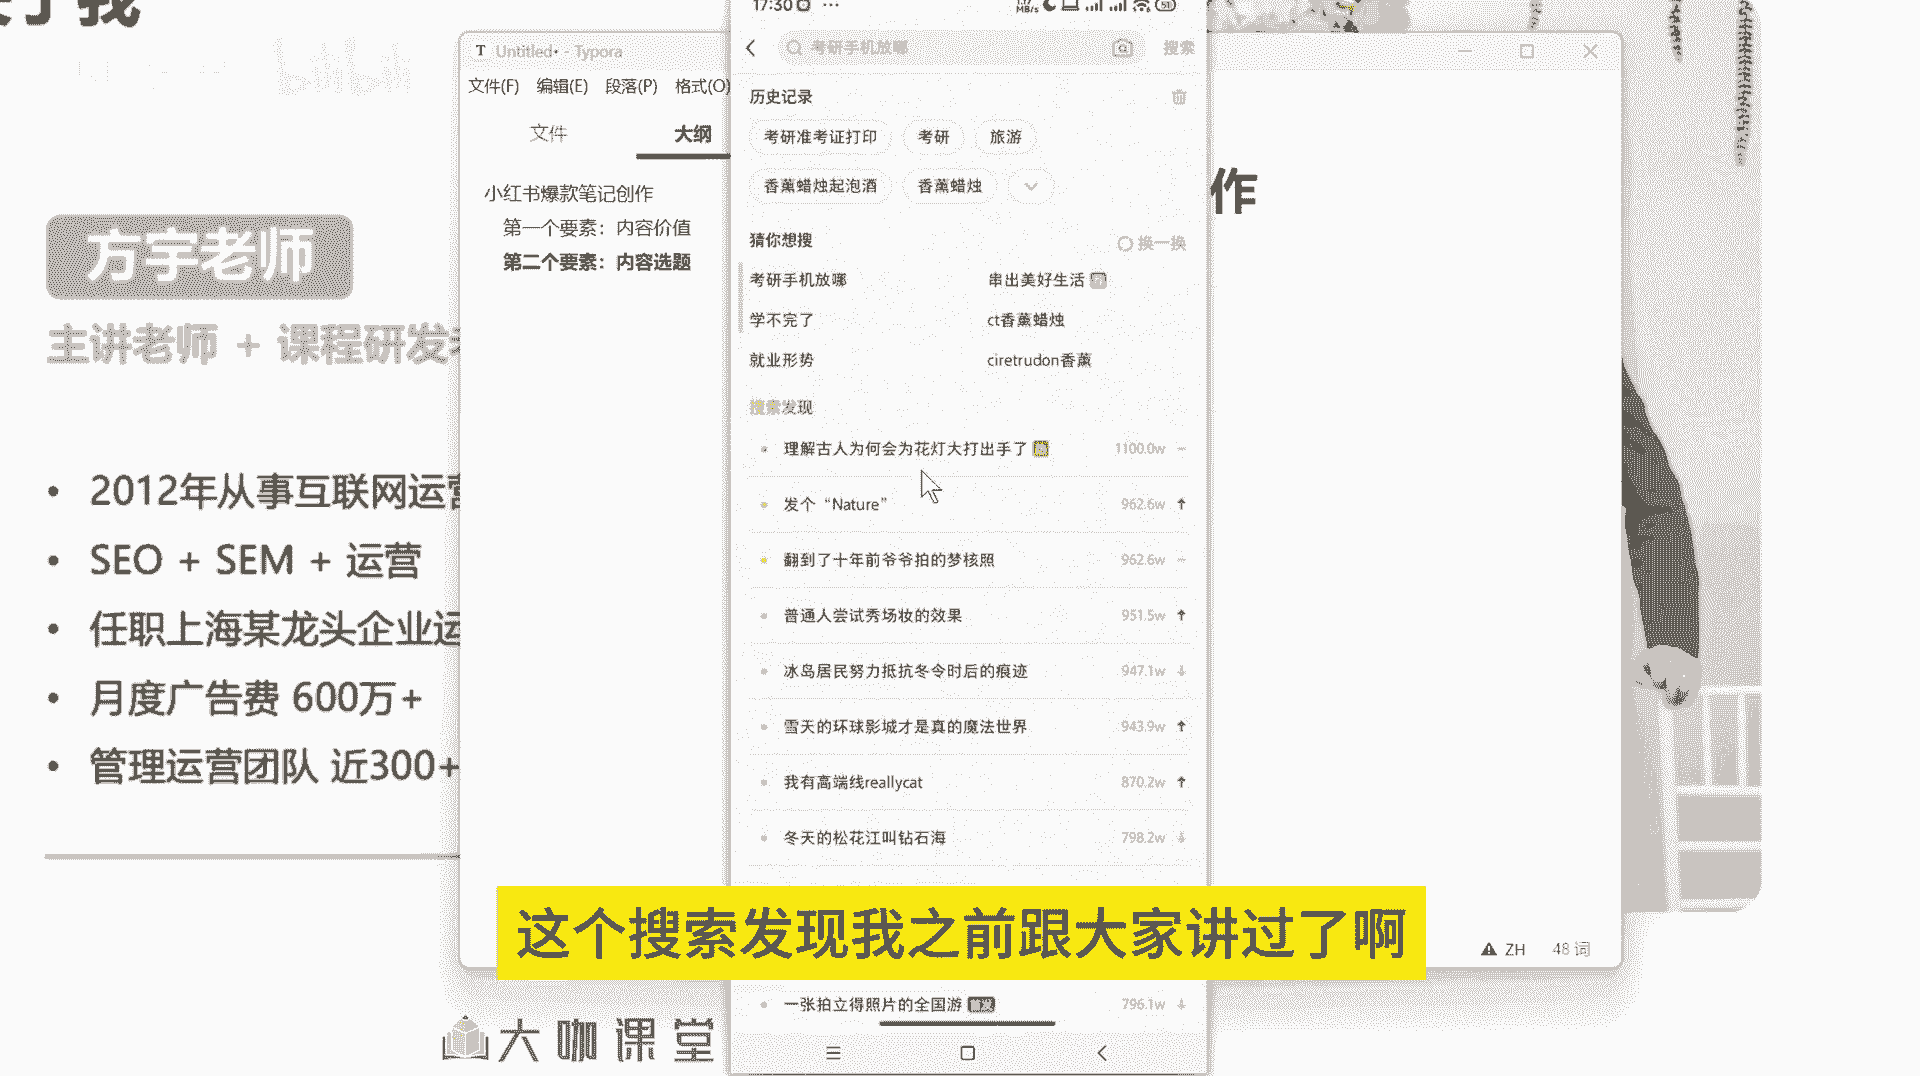 了我
bilibili
方宇老师
主讲老师 + 课程研发
2012年从事互联网运营
SEO + SEM + 运营
任职上海某龙头企业运
月度广告费 600万+
管理运营团队 近300+
大咖课堂
T Untitled• - Typora
文件(F) 编辑(E) 段落(P) 格式(O)
文件 大纲
小红书爆款笔记创作
第一个要素：内容价值
第二个要素：内容选题
作
ZH 48 词
17:30
MB/s 51
考研手机放哪 搜索
历史记录
考研准考证打印 考研 旅游
香薰蜡烛起泡酒 香薰蜡烛
猜你想搜 换一换
考研手机放哪 串出美好生活
学不完了 ct香薰蜡烛
就业形势 ciretrudon香薰
搜索发现
理解古人为何会为花灯大打出手了 1100.0w
发个“Nature” 962.6w
翻到了十年前爷爷拍的梦核照 962.6w
普通人尝试秀场妆的效果 951.5w
冰岛居民努力抵抗冬令时后的痕迹 947.1w
雪天的环球影城才是真的魔法世界 943.9w
我有高端线reallycat 870.2w
冬天的松花江叫钻石海 798.2w
这个搜索发现我之前跟大家讲过了啊
一张拍立得照片的全国游 796.1w